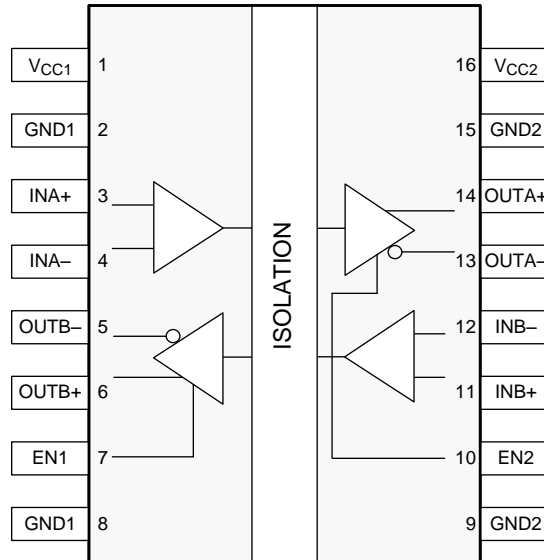 VCC1 1
GND1 2
INA+ 3
INA– 4
OUTB– 5
OUTB+ 6
EN1 7
GND1 8
ISOLATION
16 VCC2
15 GND2
14 OUTA+
13 OUTA–
12 INB–
11 INB+
10 EN2
9 GND2